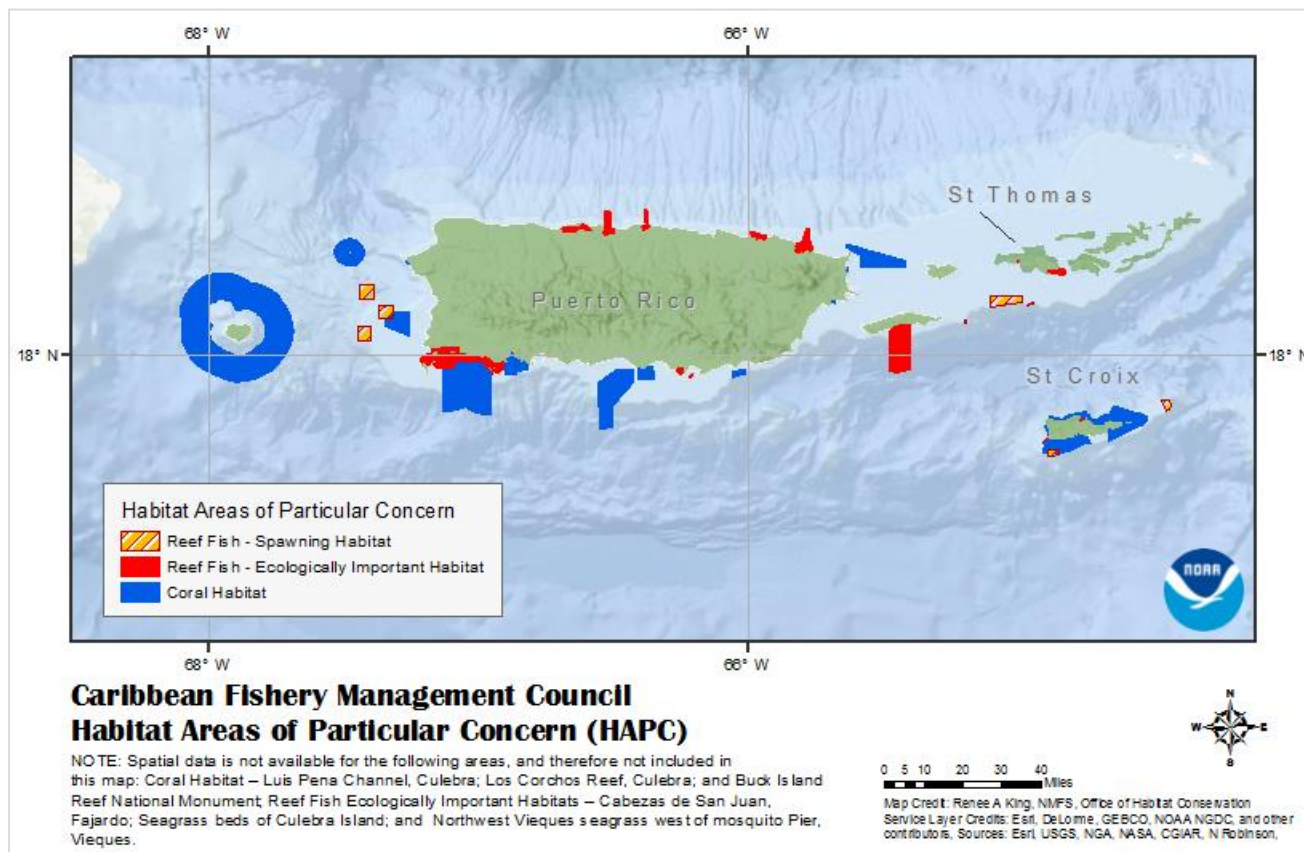 68° W 66° W
St Thomas
Puerto Rico
18° N 18° N
St Croix
Habitat Areas of Particular Concern
Reef Fish - Spawning Habitat
Reef Fish - Ecologically Important Habitat
Coral Habitat
NOAA
68° W 66° W
Caribbean Fishery Management Council
Habitat Areas of Particular Concern (HAPC)
NOTE: Spatial data is not available for the following areas, and therefore not included in
this map: Coral Habitat – Luis Pena Channel, Culebra; Los Corchos Reef, Culebra; and Buck Island
Reef National Monument; Reef Fish Ecologically Important Habitats – Cabezas de San Juan,
Fajardo; Seagrass beds of Culebra Island; and Northwest Vieques seagrass west of mosquito Pier,
Vieques.
N
W E
S
0 5 10 20 30 40
Miles
Map Credit: Renee A King, NMFS, Office of Habitat Conservation
Service Layer Credits: Esri, DeLorme, GEBCO, NOAA NGDC, and other
contributors, Sources: Esri, USGS, NGA, NASA, CGIAR, N Robinson,